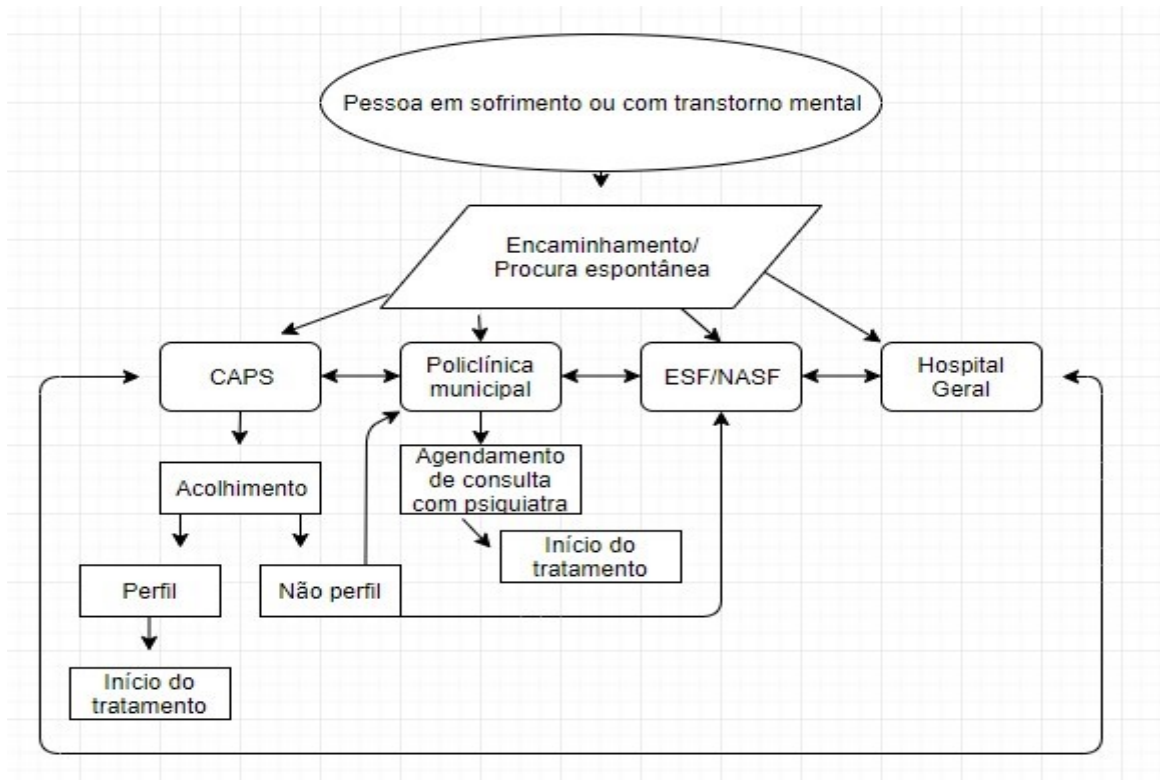 Pessoa em sofrimento ou com transtorno mental
Encaminhamento/
Procura espontânea
CAPS
Policlínica
municipal
ESF/NASF
Hospital
Geral
Acolhimento
Agendamento
de consulta
com psiquiatra
Início do
tratamento
Perfil
Não perfil
Início do
tratamento